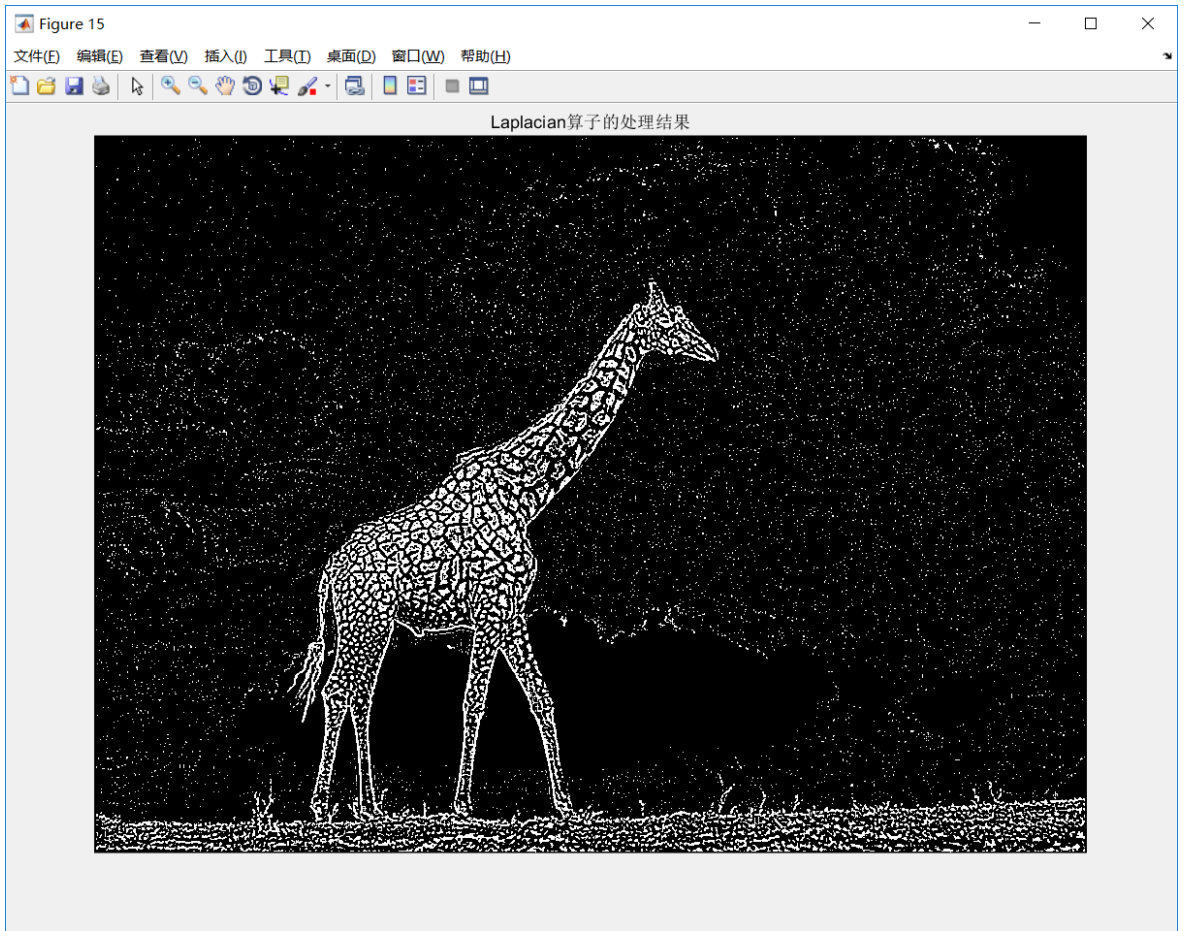 Figure 15
文件(F) 编辑(E) 查看(V) 插入(I) 工具(T) 桌面(D) 窗口(W) 帮助(H)
Laplacian算子的处理结果